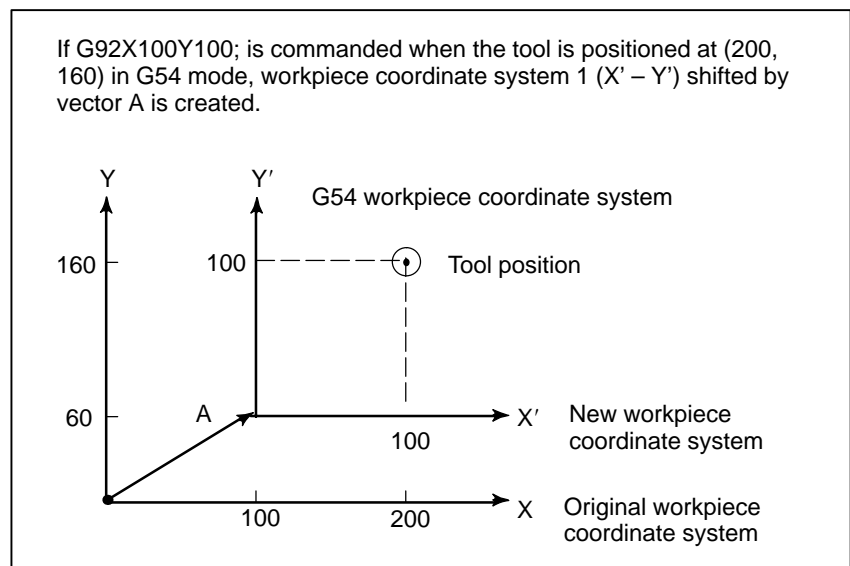 If G92X100Y100; is commanded when the tool is positioned at (200,
160) in G54 mode, workpiece coordinate system 1 (X’ – Y’) shifted by
vector A is created.
Y
Y′
G54 workpiece coordinate system
160
100
Tool position
60
A
X′
New workpiece
coordinate system
100
X
Original workpiece
coordinate system
100
200